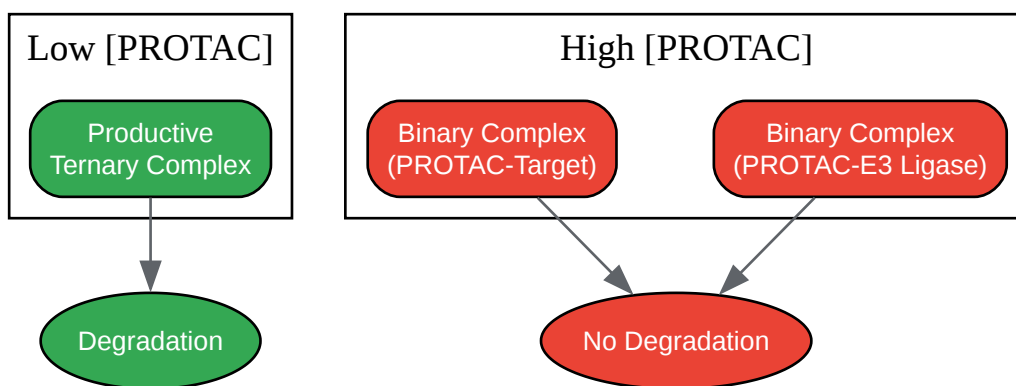 Low [PROTAC]
Productive
Ternary Complex
Degradation
High [PROTAC]
Binary Complex
(PROTAC-Target)
Binary Complex
(PROTAC-E3 Ligase)
No Degradation